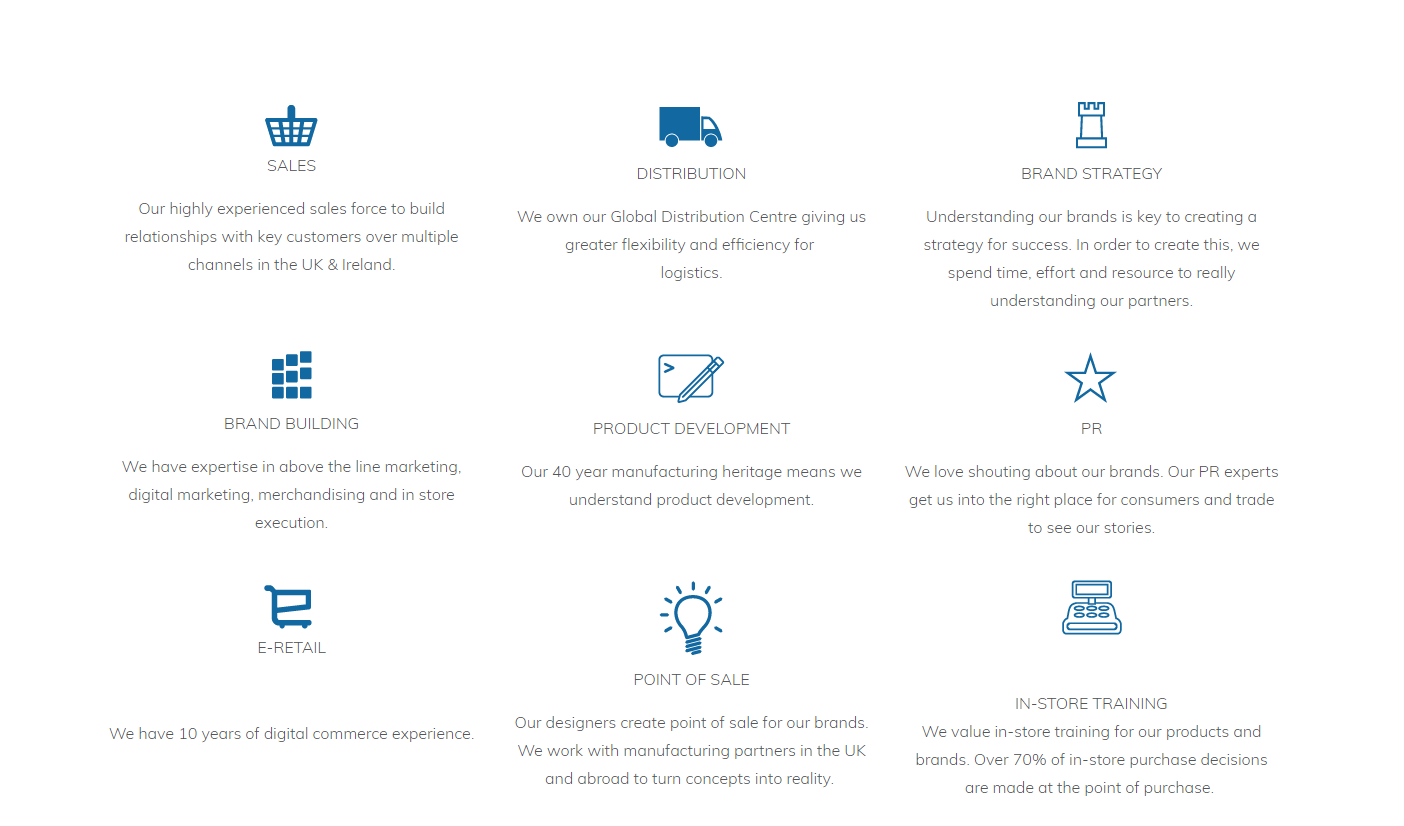 SALES
Our highly experienced sales force to build
relationships with key customers over multiple
channels in the UK & Ireland.
DISTRIBUTION
We own our Global Distribution Centre giving us
greater flexibility and efficiency for
logistics.
BRAND STRATEGY
Understanding our brands is key to creating a
strategy for success. In order to create this, we
spend time, effort and resource to really
understanding our partners.
BRAND BUILDING
We have expertise in above the line marketing,
digital marketing, merchandising and in store
execution.
PRODUCT DEVELOPMENT
Our 40 year manufacturing heritage means we
understand product development.
PR
We love shouting about our brands. Our PR experts
get us into the right place for consumers and trade
to see our stories.
E-RETAIL
We have 10 years of digital commerce experience.
POINT OF SALE
Our designers create point of sale for our brands.
We work with manufacturing partners in the UK
and abroad to turn concepts into reality.
IN-STORE TRAINING
We value in-store training for our products and
brands. Over 70% of in-store purchase decisions
are made at the point of purchase.